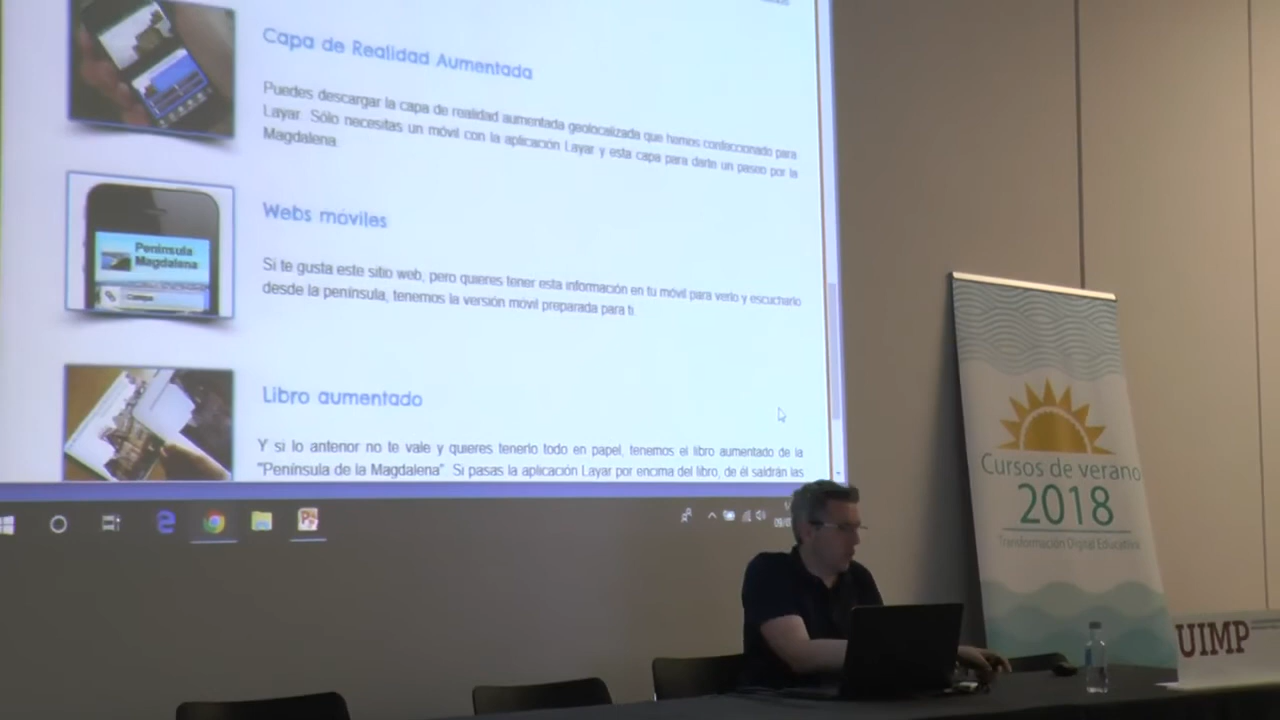 Capa de Realidad Aumentada
Puedes descargar la capa de realidad aumentada geolocalizada que hemos confeccionado para
Layar. Sólo necesitas un móvil con la aplicación Layar y esta capa para darte un paseo por la
Magdalena.
Webs móviles
Península
Magdalena
Si te gusta este sitio web, pero quieres tener esta información en tu móvil para verlo y escucharlo
desde la península, tenemos la versión móvil preparada para ti.
Libro aumentado
Y si lo anterior no te vale y quieres tenerlo todo en papel, tenemos el libro aumentado de la
"Península de la Magdalena". Si pasas la aplicación Layar por encima del libro, de él saldrán las
Cursos de verano
2018
Transformación Digital Educativa
UIMP